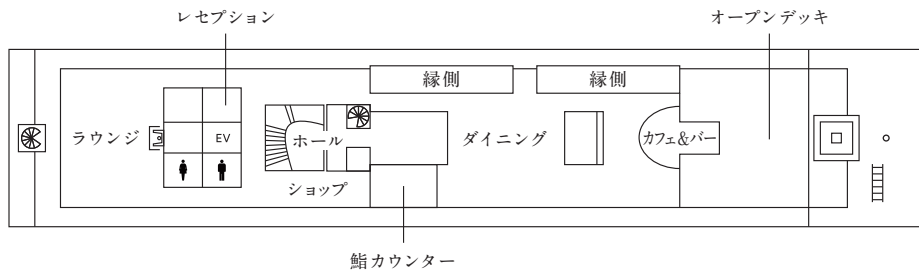 レセプション
オープンデッキ
縁側
縁側
ラウンジ
EV
ホール
ダイニング
カフェ&バー
ショップ
鮨カウンター